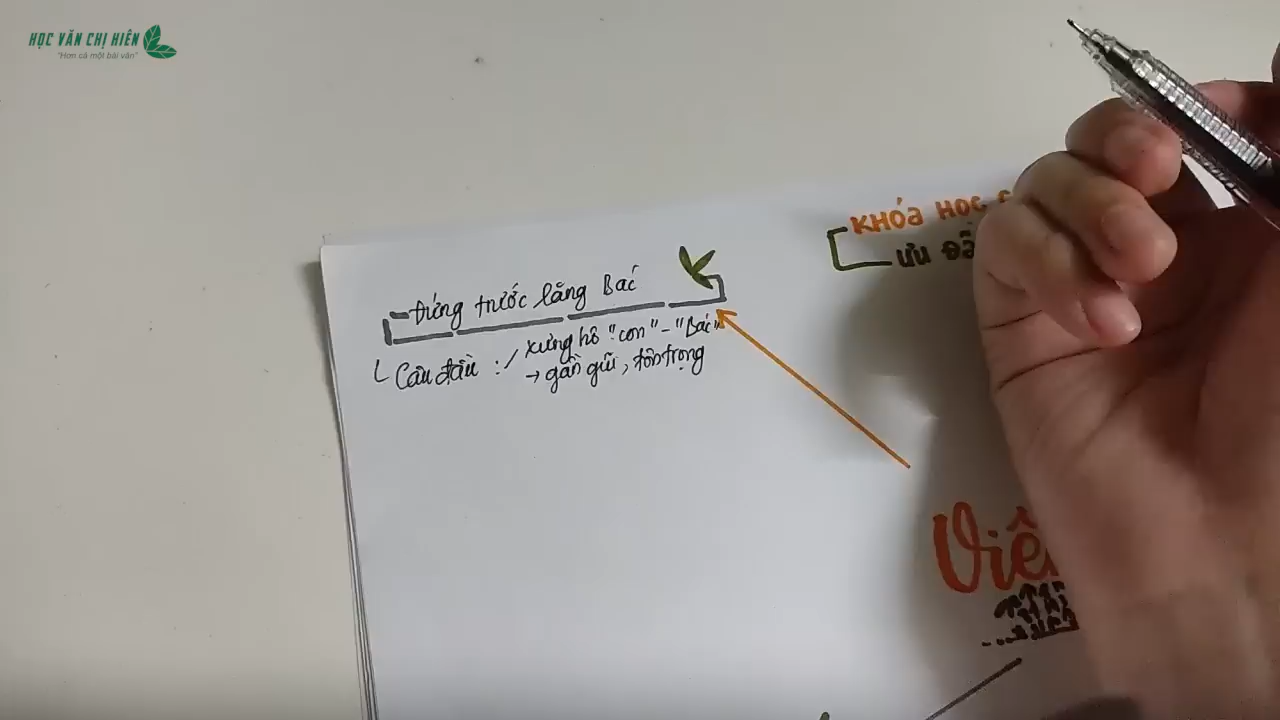 HỌC VĂN CHỊ HIÊN
"Hơn cả một bài văn"
KHÓA HỌC
ưu đã
Đứng trước lăng Bác
Câu đầu : / xưng hô "con" - "Bác"
→ gần gũi, tôn trọng
Viê